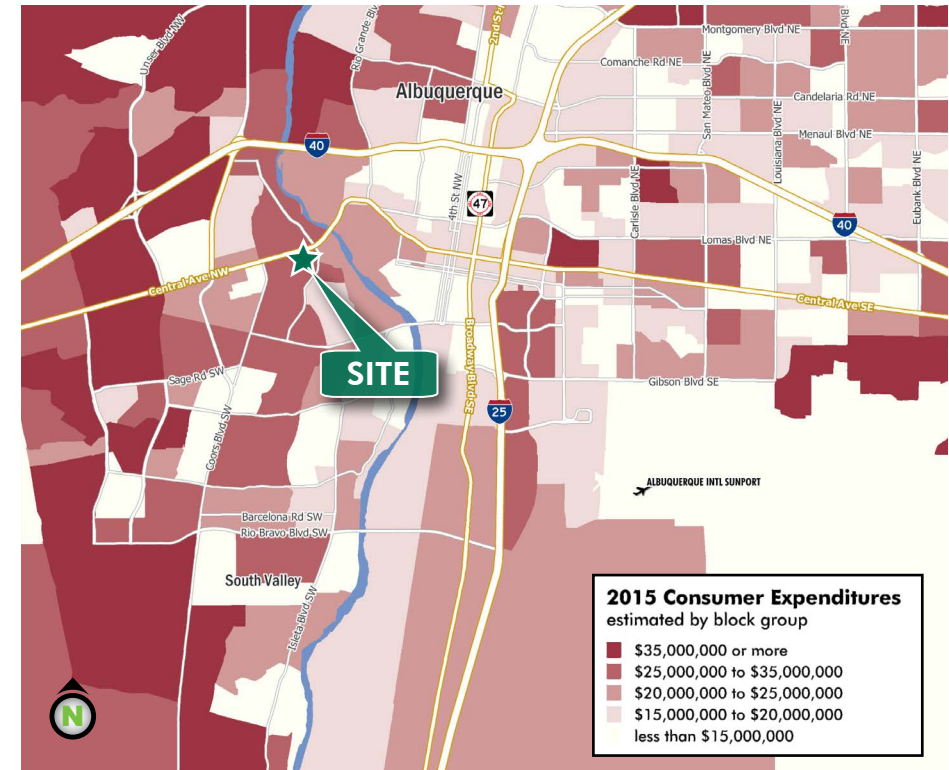 Unser Blvd NW
Rio Grande Blv
2nd St
Blvd NE
Montgomery Blvd NE
Comanche Rd NE
San Mateo Blvd NE
Albuquerque
Candelaria Rd NE
Louisiana Blvd NE
Menaul Blvd NE
40
Eubank Blvd NE
4th St NW
Carlisle Blvd NE
47
40
Lomas Blvd NE
Central Ave NW
Central Ave SE
SITE
Broadway Blvd SE
Sage Rd SW
Gibson Blvd SE
25
Coors Blvd SW
ALBUQUERQUE INTL SUNPORT
Barcelona Rd SW
Rio Bravo Blvd SW
South Valley
Isleta Blvd SW
2015 Consumer Expenditures
estimated by block group
$35,000,000 or more
$25,000,000 to $35,000,000
$20,000,000 to $25,000,000
$15,000,000 to $20,000,000
less than $15,000,000
N